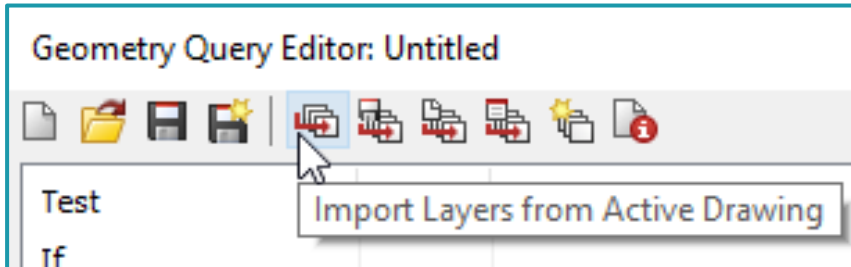 Geometry Query Editor: Untitled
Test
Import Layers from Active Drawing
If